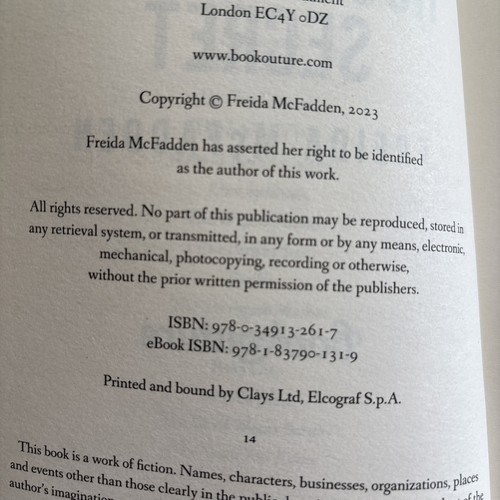 London EC4Y 0DZ
www.bookouture.com
Copyright © Freida McFadden, 2023
Freida McFadden has asserted her right to be identified
as the author of this work.
All rights reserved. No part of this publication may be reproduced, stored in
any retrieval system, or transmitted, in any form or by any means, electronic,
mechanical, photocopying, recording or otherwise,
without the prior written permission of the publishers.
ISBN: 978-0-34913-261-7
eBook ISBN: 978-1-83790-131-9
Printed and bound by Clays Ltd, Elcograf S.p.A.
14
This book is a work of fiction. Names, characters, businesses, organizations, places
and events other than those clearly in the public
author's imagination of the